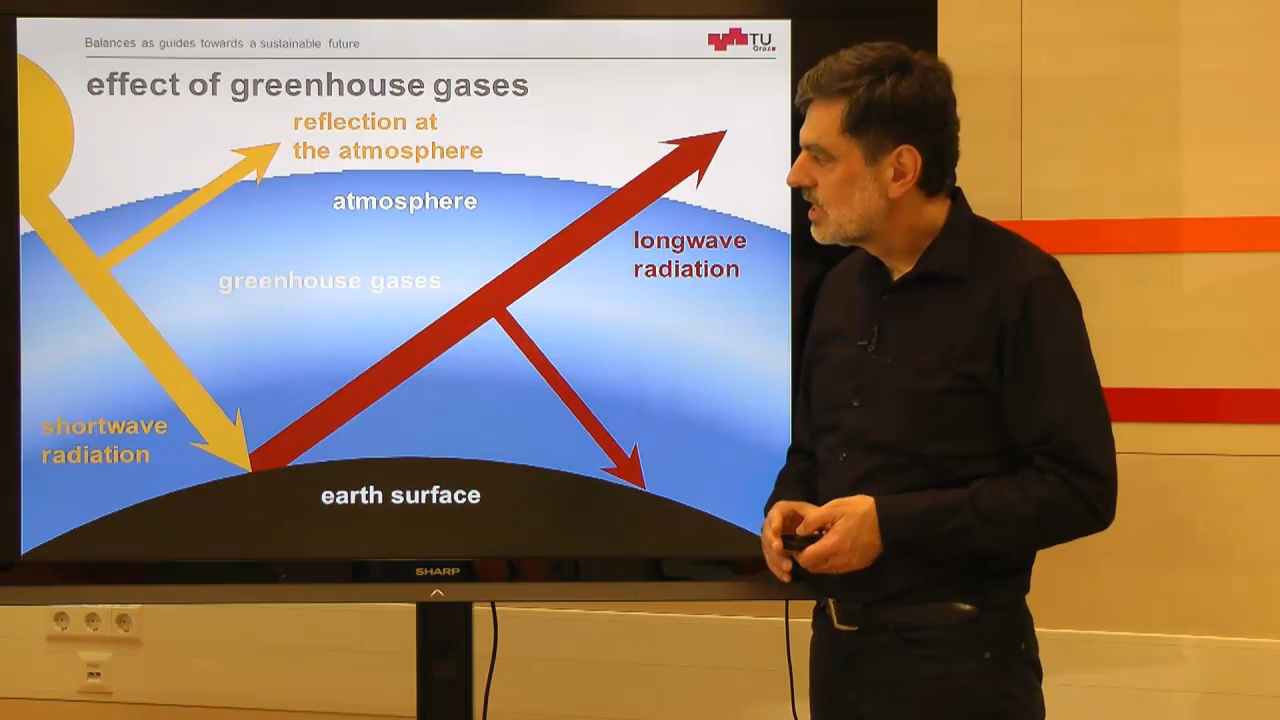 Balances as guides towards a sustainable future
TU
Graz
effect of greenhouse gases
reflection at
the atmosphere
atmosphere
longwave
radiation
greenhouse gases
shortwave
radiation
earth surface
SHARP